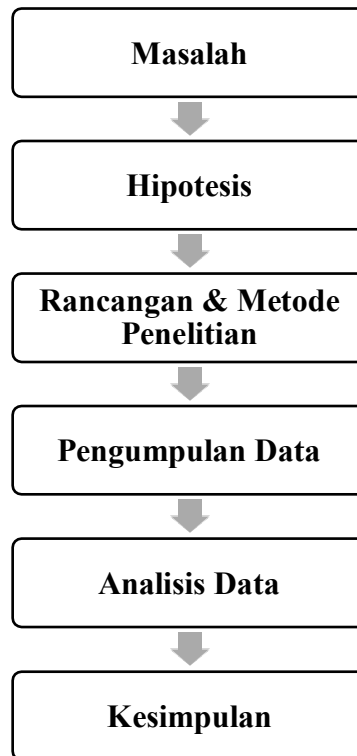 Masalah
Hipotesis
Rancangan & Metode
Penelitian
Pengumpulan Data
Analisis Data
Kesimpulan